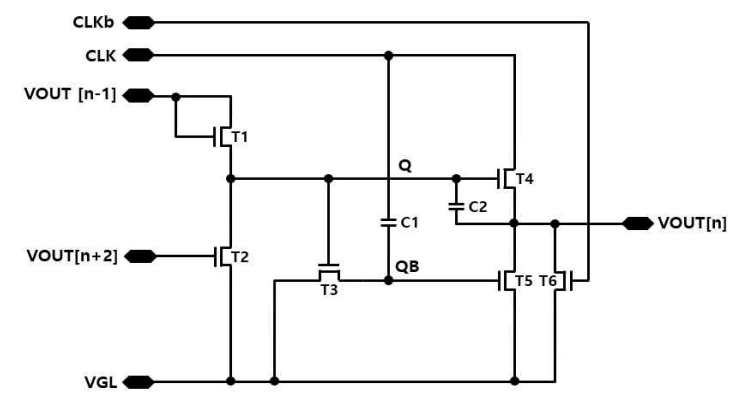 CLKb
CLK
VOUT [n-1]
T1
Q
T4
C2
C1
VOUT[n]
VOUT[n+2]
T2
QB
T3
T5
T6
VGL